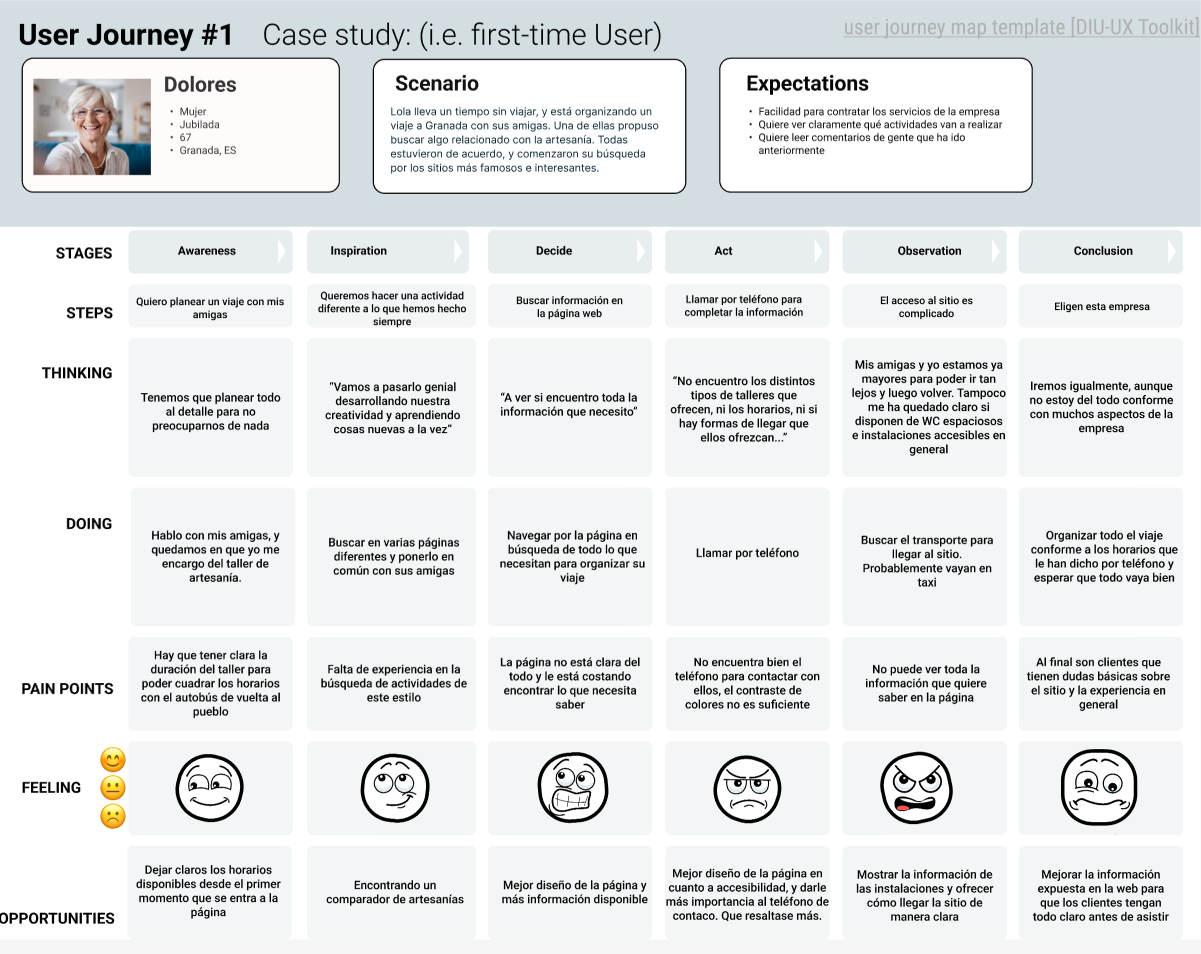 User Journey #1 Case study: (i.e. first-time User)
user journey map template [DIU-UX Toolkit]
Dolores
• Mujer
• Jubilada
• 67
• Granada, ES
Scenario
Lola lleva un tiempo sin viajar, y está organizando un
viaje a Granada con sus amigas. Una de ellas propuso
buscar algo relacionado con la artesanía. Todas
estuvieron de acuerdo, y comenzaron su búsqueda
por los sitios más famosos e interesantes.
Expectations
• Facilidad para contratar los servicios de la empresa
• Quiere ver claramente qué actividades van a realizar
• Quiere leer comentarios de gente que ha ido
anteriormente
STAGES
Awareness
Inspiration
Decide
Act
Observation
Conclusion
STEPS
Quiero planear un viaje con mis
amigas
Queremos hacer una actividad
diferente a lo que hemos hecho
siempre
Buscar información en
la página web
Llamar por teléfono para
completar la información
El acceso al sitio es
complicado
Eligen esta empresa
THINKING
Tenemos que planear todo
al detalle para no
preocuparnos de nada
"Vamos a pasarlo genial
desarrollando nuestra
creatividad y aprendiendo
cosas nuevas a la vez"
"A ver si encuentro toda la
información que necesito"
"No encuentro los distintos
tipos de talleres que
ofrecen, ni los horarios, ni si
hay formas de llegar que
ellos ofrezcan..."
Mis amigas y yo estamos ya
mayores para poder ir tan
lejos y luego volver. Tampoco
me ha quedado claro si
disponen de WC espaciosos
e instalaciones accesibles en
general
Iremos igualmente, aunque
no estoy del todo conforme
con muchos aspectos de la
empresa
DOING
Hablo con mis amigas, y
quedamos en que yo me
encargo del taller de
artesanía.
Buscar en varias páginas
diferentes y ponerlo en
común con sus amigas
Navegar por la página en
búsqueda de todo lo que
necesitan para organizar su
viaje
Llamar por teléfono
Buscar el transporte para
llegar al sitio.
Probablemente vayan en
taxi
Organizar todo el viaje
conforme a los horarios que
le han dicho por teléfono y
esperar que todo vaya bien
PAIN POINTS
Hay que tener clara la
duración del taller para
poder cuadrar los horarios
con el autobús de vuelta al
pueblo
Falta de experiencia en la
búsqueda de actividades de
este estilo
La página no está clara del
todo y le está costando
encontrar lo que necesita
saber
No encuentra bien el
teléfono para contactar con
ellos, el contraste de
colores no es suficiente
No puede ver toda la
información que quiere
saber en la página
Al final son clientes que
tienen dudas básicas sobre
el sitio y la experiencia en
general
FEELING
OPPORTUNITIES
Dejar claros los horarios
disponibles desde el primer
momento que se entra a la
página
Encontrando un
comparador de artesanías
Mejor diseño de la página y
más información disponible
Mejor diseño de la página en
cuanto a accesibilidad, y darle
más importancia al teléfono de
contaco. Que resaltase más.
Mostrar la información de
las instalaciones y ofrecer
cómo llegar la sitio de
manera clara
Mejorar la información
expuesta en la web para
que los clientes tengan
todo claro antes de asistir